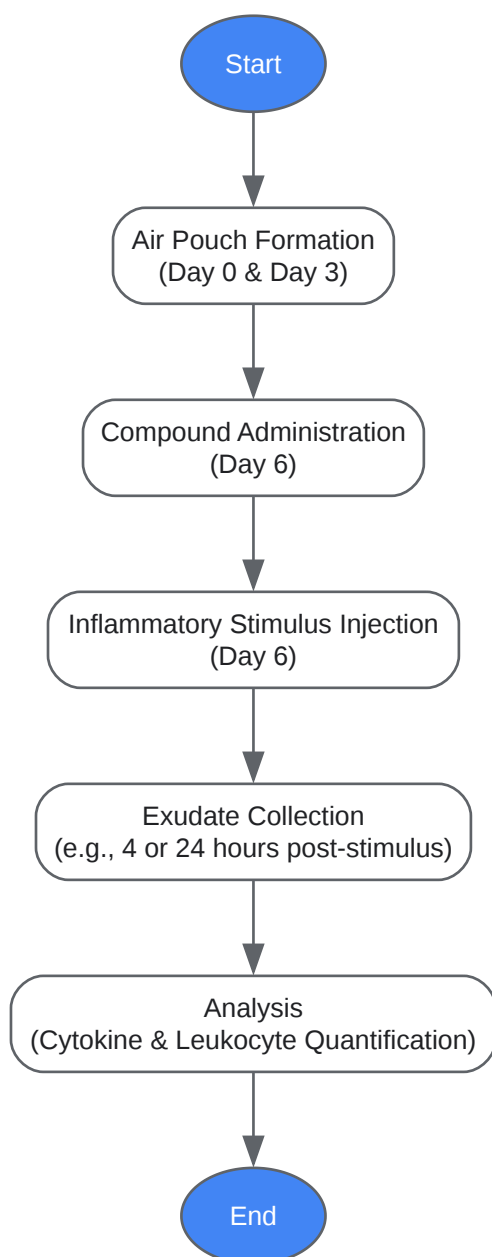 Start
Air Pouch Formation
(Day 0 & Day 3)
Compound Administration
(Day 6)
Inflammatory Stimulus Injection
(Day 6)
Exudate Collection
(e.g., 4 or 24 hours post-stimulus)
Analysis
(Cytokine & Leukocyte Quantification)
End